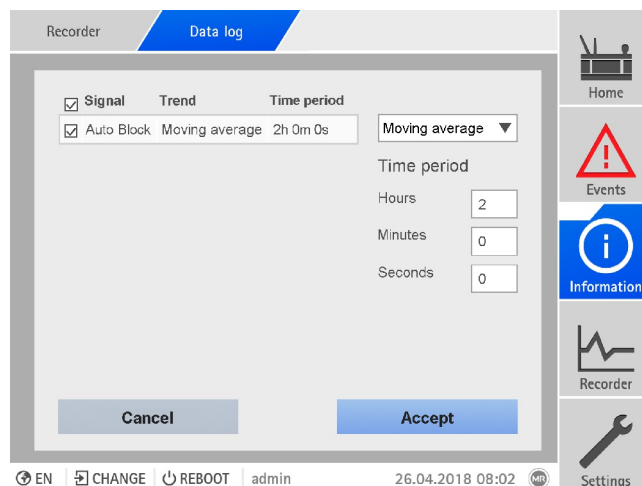 Recorder Data log
Signal Trend Time period
Auto Block Moving average 2h 0m 0s
Moving average
Time period
Hours 2
Minutes 0
Seconds 0
Cancel Accept
Home
Events
Information
Recorder
Settings
EN CHANGE REBOOT admin 26.04.2018 08:02 MR